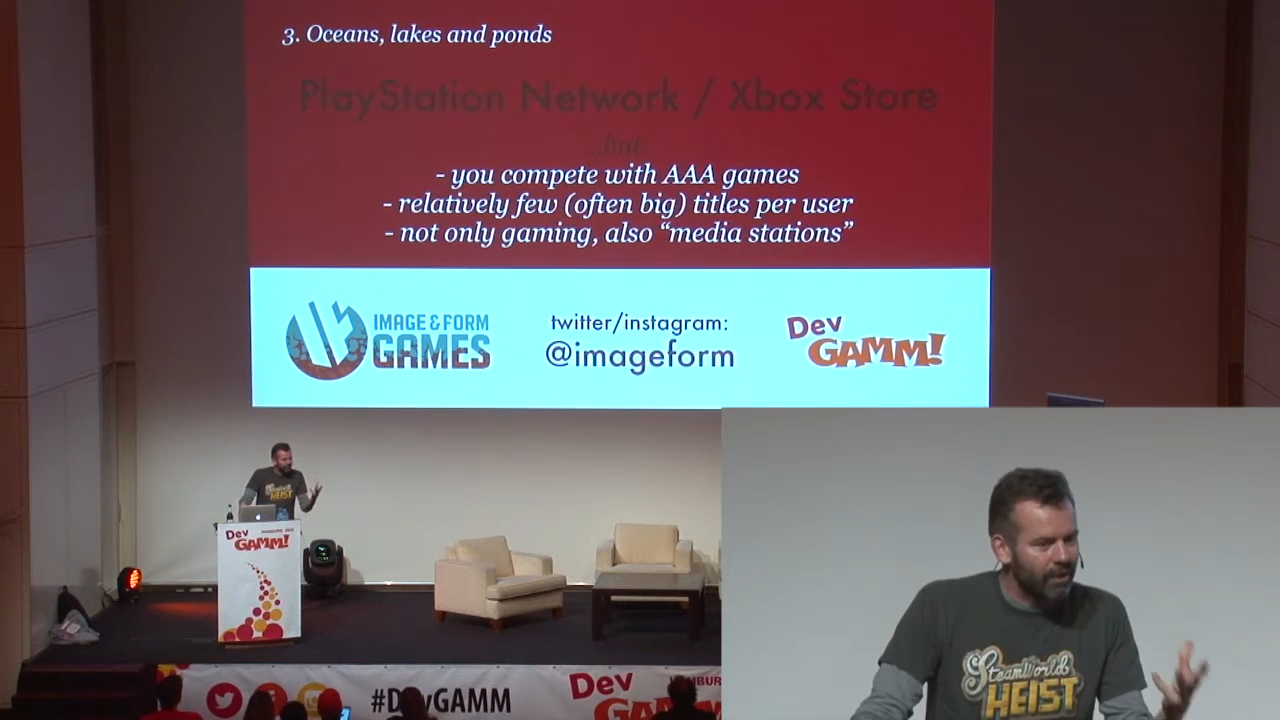 3. Oceans, lakes and ponds
PlayStation Network / Xbox Store
...but:
- you compete with AAA games
- relatively few (often big) titles per user
- not only gaming, also “media stations”
IMAGE & FORM
GAMES
twitter/instagram:
@imageform
Dev
GAMM!
SteamWorld
HEIST
Dev
GAMM!
SteamWorld
HEIST
#DevGAMM
Dev